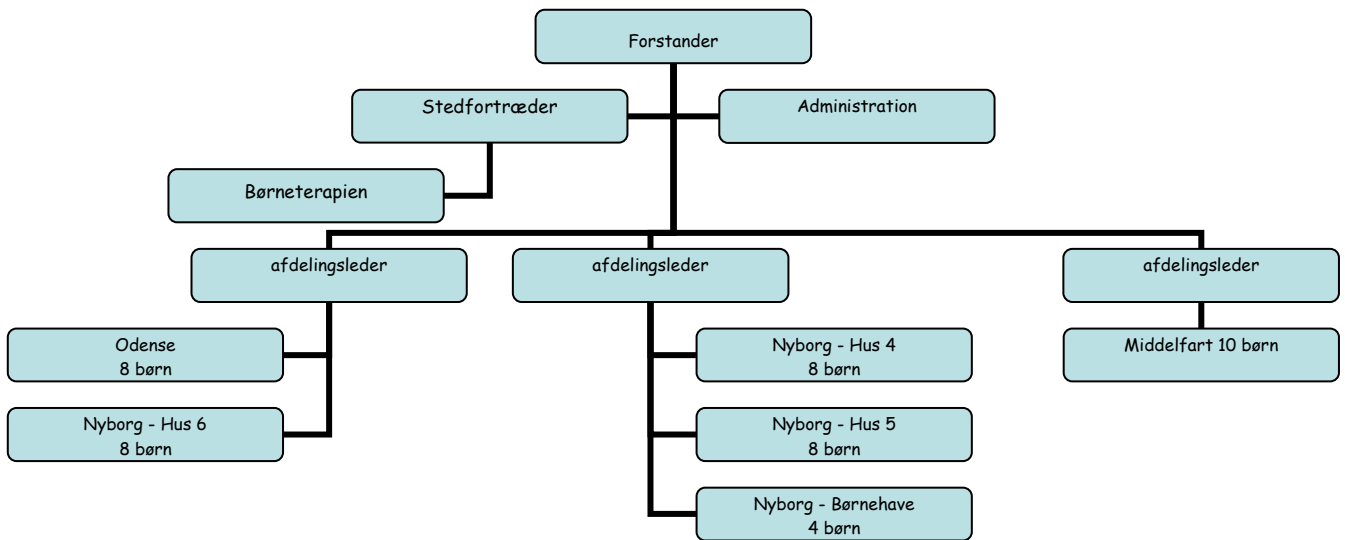 Forstander
Stedfortræder
Administration
Børneterapien
afdelingsleder
afdelingsleder
afdelingsleder
Odense
8 børn
Nyborg - Hus 6
8 børn
Nyborg - Hus 4
8 børn
Nyborg - Hus 5
8 børn
Nyborg - Børnehave
4 børn
Middelfart 10 børn